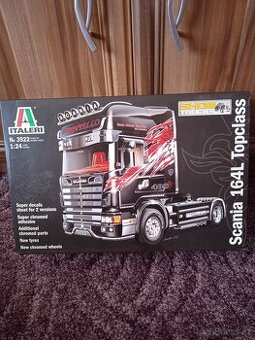 ITALERI
No. 3922
1:24
SHOW
TRUCKS
Scania 164L Topclass
Super decals
sheet for 2 versions
Super chromed
adhesive
Additional
chromed parts
New tyres
New chromed wheels